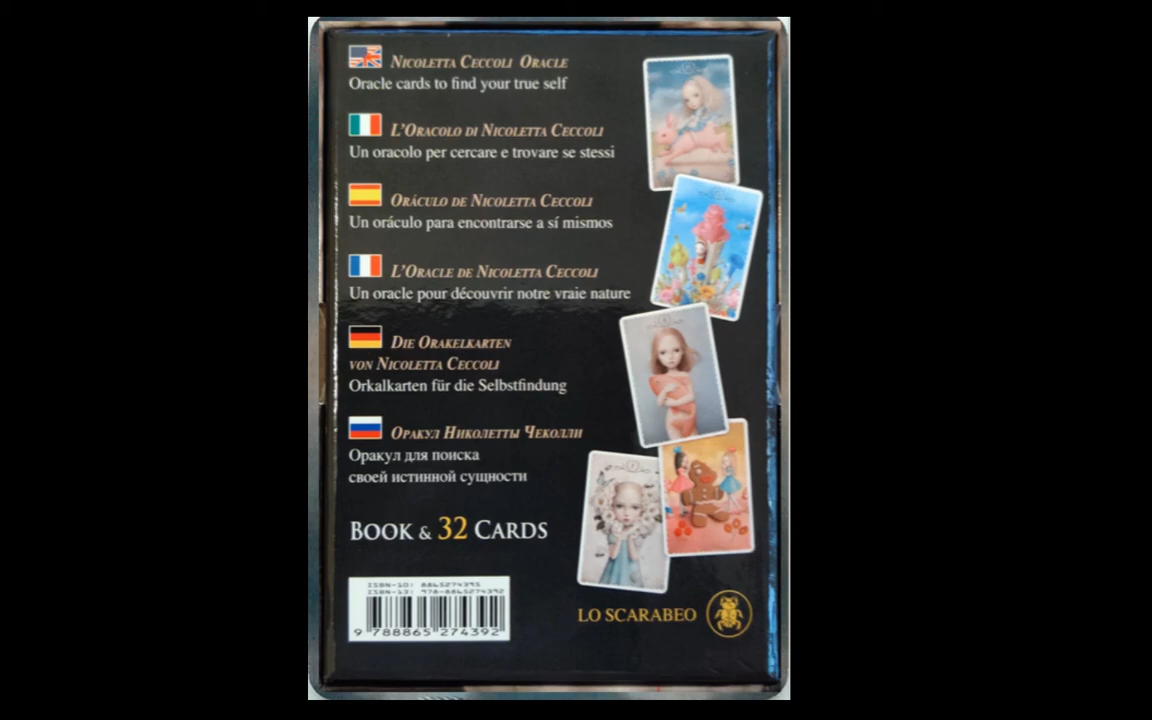 NICOLETTA CECCOLI ORACLE
Oracle cards to find your true self
L'ORACOLO DI NICOLETTA CECCOLI
Un oracolo per cercare e trovare se stessi
ORÁCULO DE NICOLETTA CECCOLI
Un oráculo para encontrarse a sí mismos
L'ORACLE DE NICOLETTA CECCOLI
Un oracle pour découvrir notre vraie nature
DIE ORAKELKARTEN
VON NICOLETTA CECCOLI
Orkalkarten für die Selbstfindung
ОРАКУЛ НИКОЛЕТТЫ ЧЕКОЛЛИ
Оракул для поиска
своей истинной сущности
BOOK & 32 CARDS
ISBN-10: 8865274395
ISBN-13: 978-8865274392
9 788865 274392
LO SCARABEO